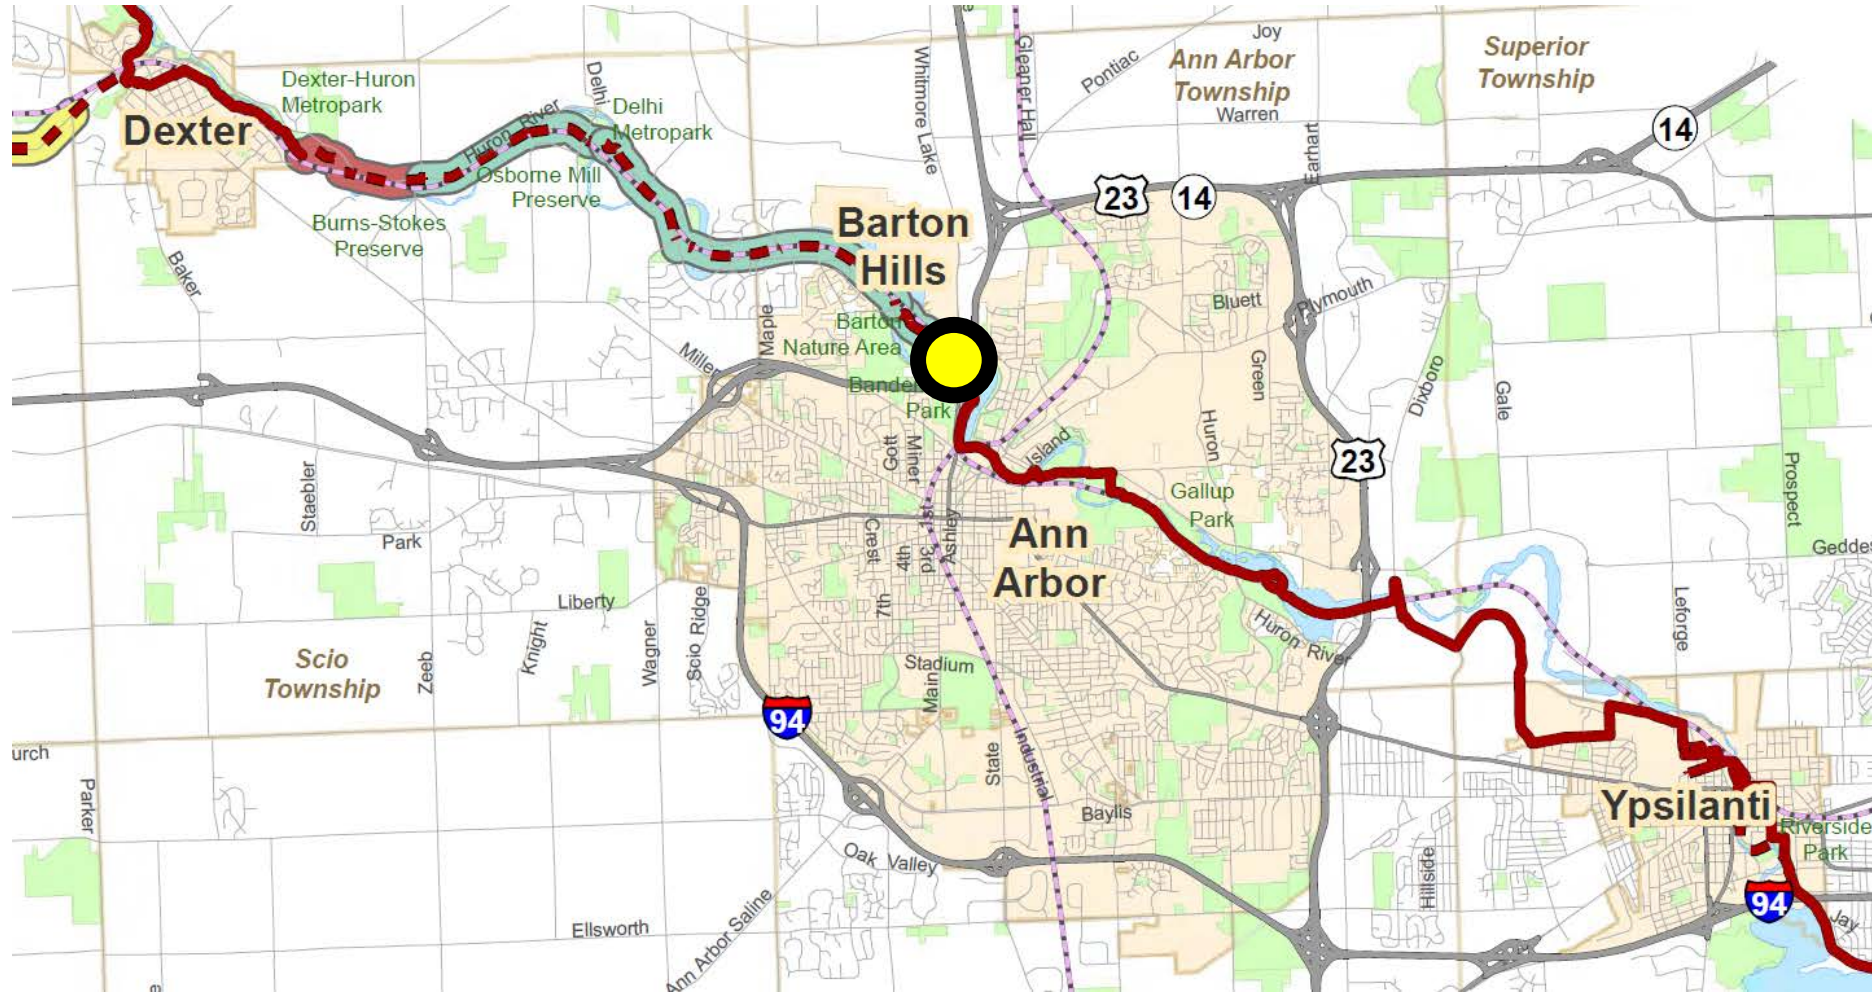 Joy
Superior
Township
Ann Arbor
Township
Pontiac
Gleaner Hall
Whitmore Lake
Delhi
Dexter-Huron
Metropark
Delhi
Metropark
Warren
14
Dexter
Huron River
Earhart
Osborne Mill
Preserve
23
14
Burns-Stokes
Preserve
Barton
Hills
Baker
Bluett
Plymouth
Maple
Barton
Nature Area
Miller
Green
Dixboro
Gale
Park
Huron
Island
Gott
Miner
23
Prospect
Staebler
Gallup
Park
1st
Ashley
Crest
4th
3rd
Park
Ann
Arbor
Geddes
Liberty
7th
Leforge
Knight
Wagner
Scio Ridge
Huron River
Scio
Township
Zeeb
Stadium
Main
94
urch
State
Industrial
Parker
Baylis
Ypsilanti
Riverside
Park
Oak Valley
Hillside
94
Jay
Ellsworth
Ann Arbor Saline